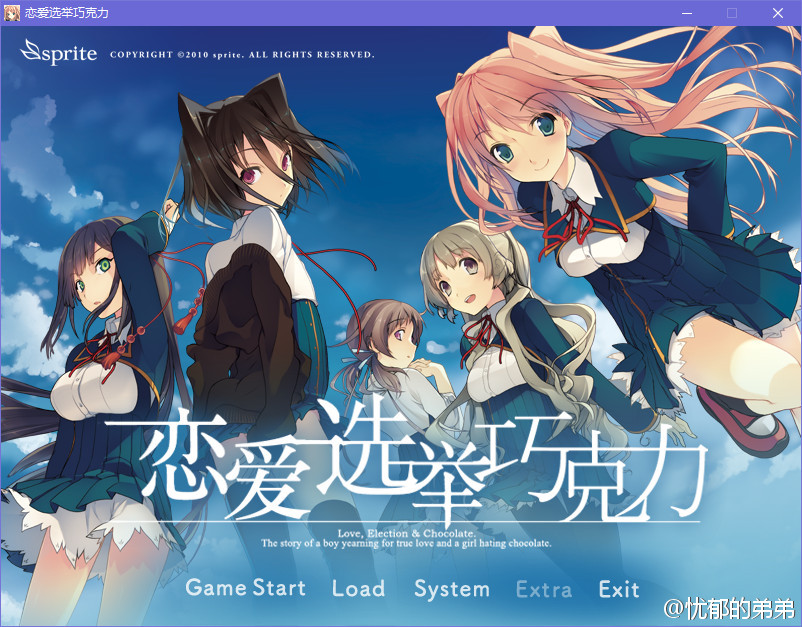 恋爱选举巧克力
sprite COPYRIGHT ©2010 sprite. ALL RIGHTS RESERVED.
恋爱选举巧克力
Love, Election & Chocolate.
The story of a boy yearning for true love and a girl hating chocolate.
Game Start Load System Extra Exit
@忧郁的弟弟